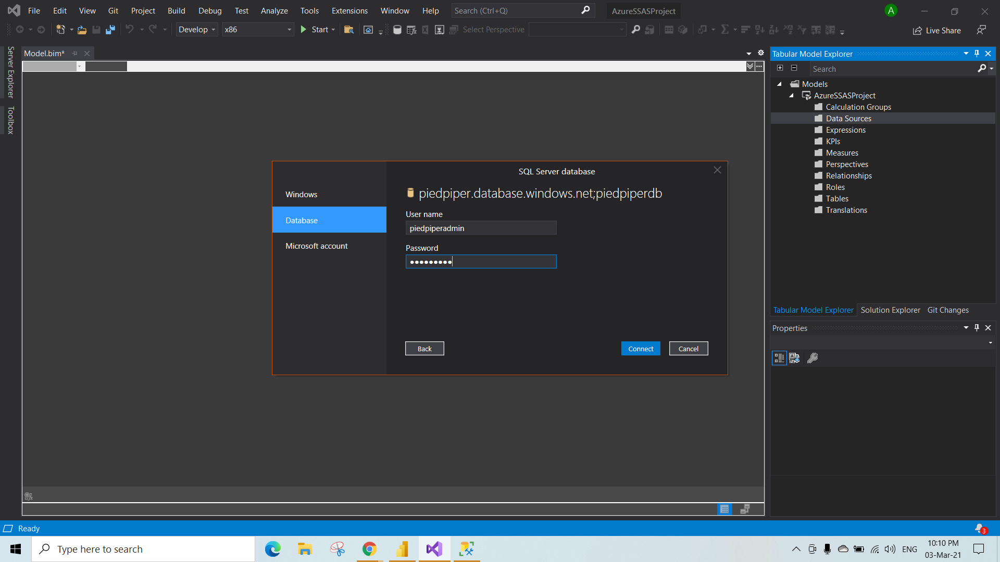 File Edit View Git Project Build Debug Test Analyze Tools Extensions Window Help Search (Ctrl+Q) AzureSSASProject A
Develop x86 Start Select Perspective Live Share
Server Explorer
Toolbox
Model.bim*
Tabular Model Explorer
Search
Models
AzureSSASProject
Calculation Groups
Data Sources
Expressions
KPIs
Measures
Perspectives
Relationships
Roles
Tables
Translations
SQL Server database
Windows
Database
Microsoft account
piedpiper.database.windows.net;piedpiperdb
User name
piedpiperadmin
Password
●●●●●●●●●
Back Connect Cancel
Tabular Model Explorer Solution Explorer Git Changes
Properties
Ready
3
Type here to search
ENG
10:10 PM
03-Mar-21